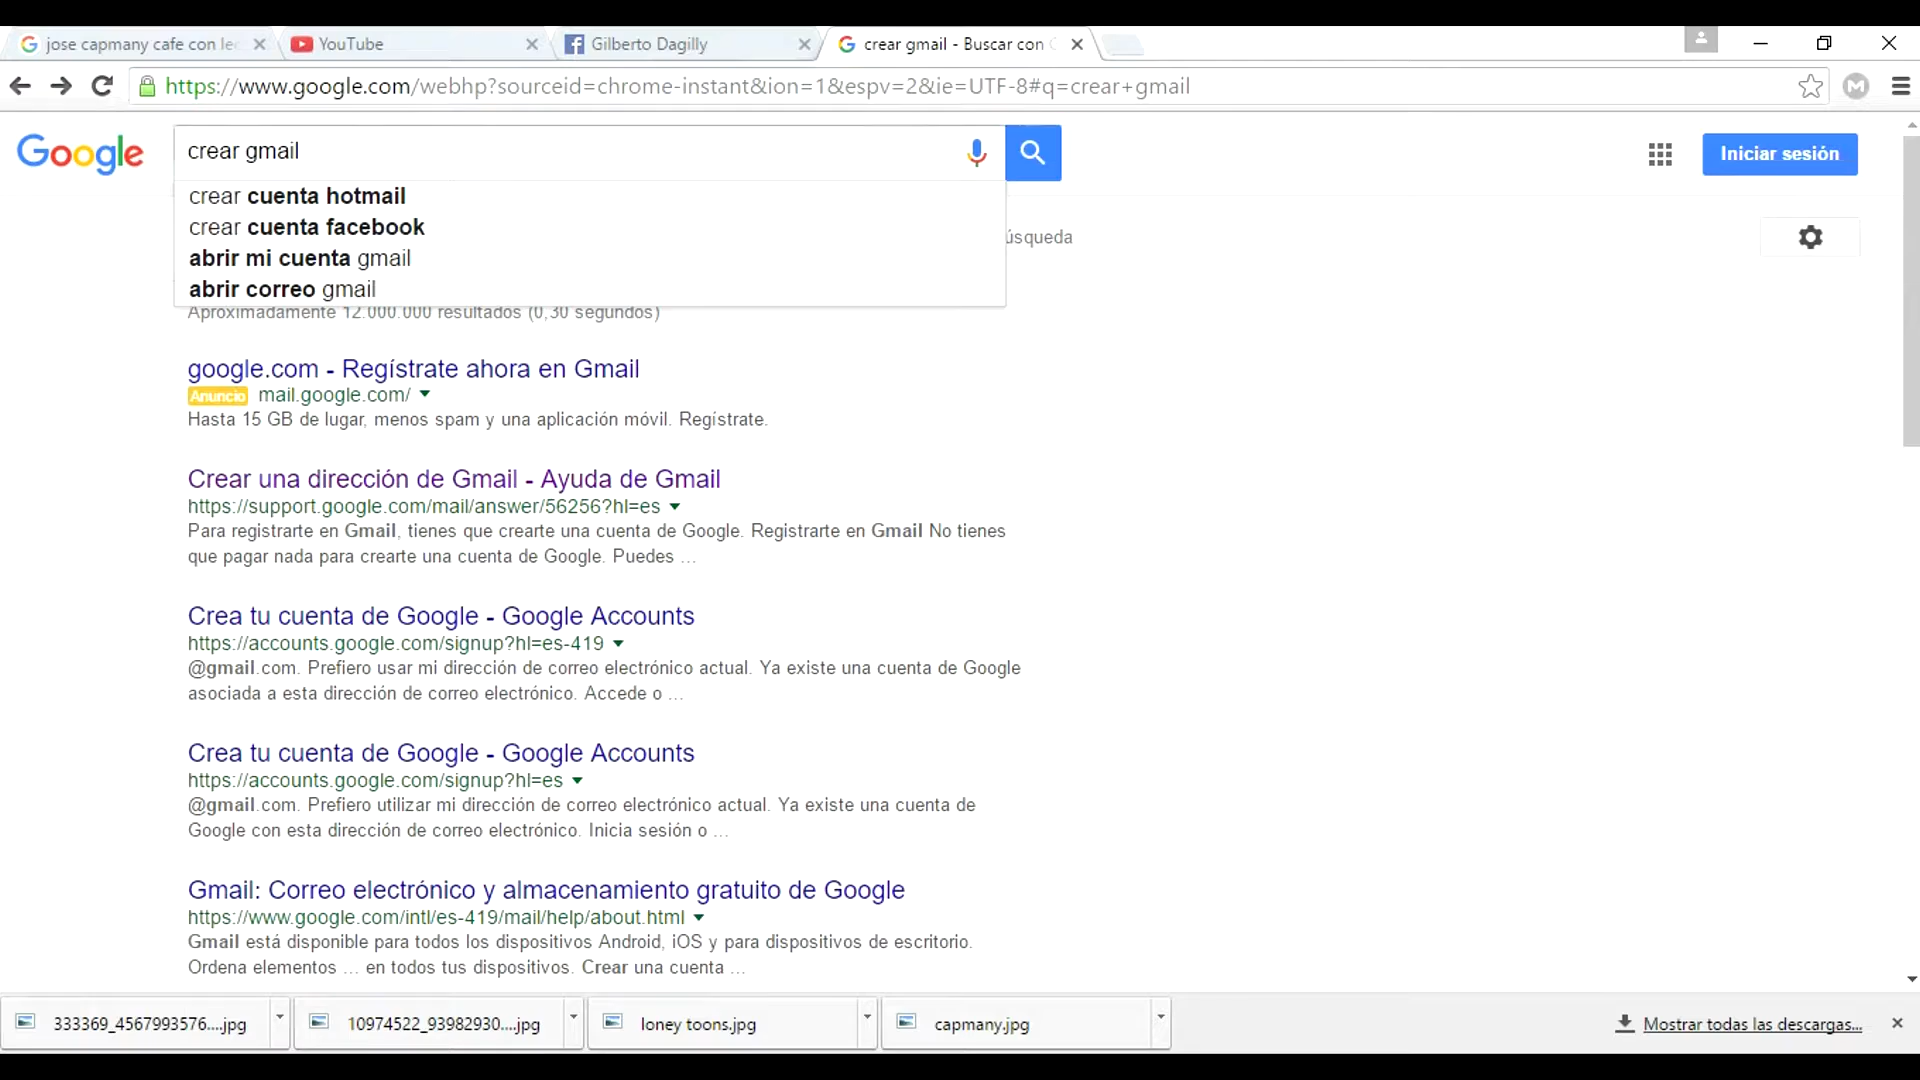 jose capmany cafe con le
YouTube
Gilberto Dagilly
crear gmail - Buscar con
https://www.google.com/webhp?sourceid=chrome-instant&ion=1&espv=2&ie=UTF-8#q=crear+gmail
Google
crear gmail
Iniciar sesión
crear cuenta hotmail
crear cuenta facebook
abrir mi cuenta gmail
abrir correo gmail
úsqueda
Aproximadamente 12.000.000 resultados (0,30 segundos)
google.com - Regístrate ahora en Gmail
Anuncio mail.google.com/
Hasta 15 GB de lugar, menos spam y una aplicación móvil. Regístrate.
Crear una dirección de Gmail - Ayuda de Gmail
https://support.google.com/mail/answer/56256?hl=es
Para registrarte en Gmail, tienes que crearte una cuenta de Google. Registrarte en Gmail No tienes
que pagar nada para crearte una cuenta de Google. Puedes ...
Crea tu cuenta de Google - Google Accounts
https://accounts.google.com/signup?hl=es-419
@gmail.com. Prefiero usar mi dirección de correo electrónico actual. Ya existe una cuenta de Google
asociada a esta dirección de correo electrónico. Accede o ...
Crea tu cuenta de Google - Google Accounts
https://accounts.google.com/signup?hl=es
@gmail.com. Prefiero utilizar mi dirección de correo electrónico actual. Ya existe una cuenta de
Google con esta dirección de correo electrónico. Inicia sesión o ...
Gmail: Correo electrónico y almacenamiento gratuito de Google
https://www.google.com/intl/es-419/mail/help/about.html
Gmail está disponible para todos los dispositivos Android, iOS y para dispositivos de escritorio.
Ordena elementos ... en todos tus dispositivos. Crear una cuenta ...
333369_4567993576....jpg
10974522_93982930....jpg
loney toons.jpg
capmany.jpg
Mostrar todas las descargas...